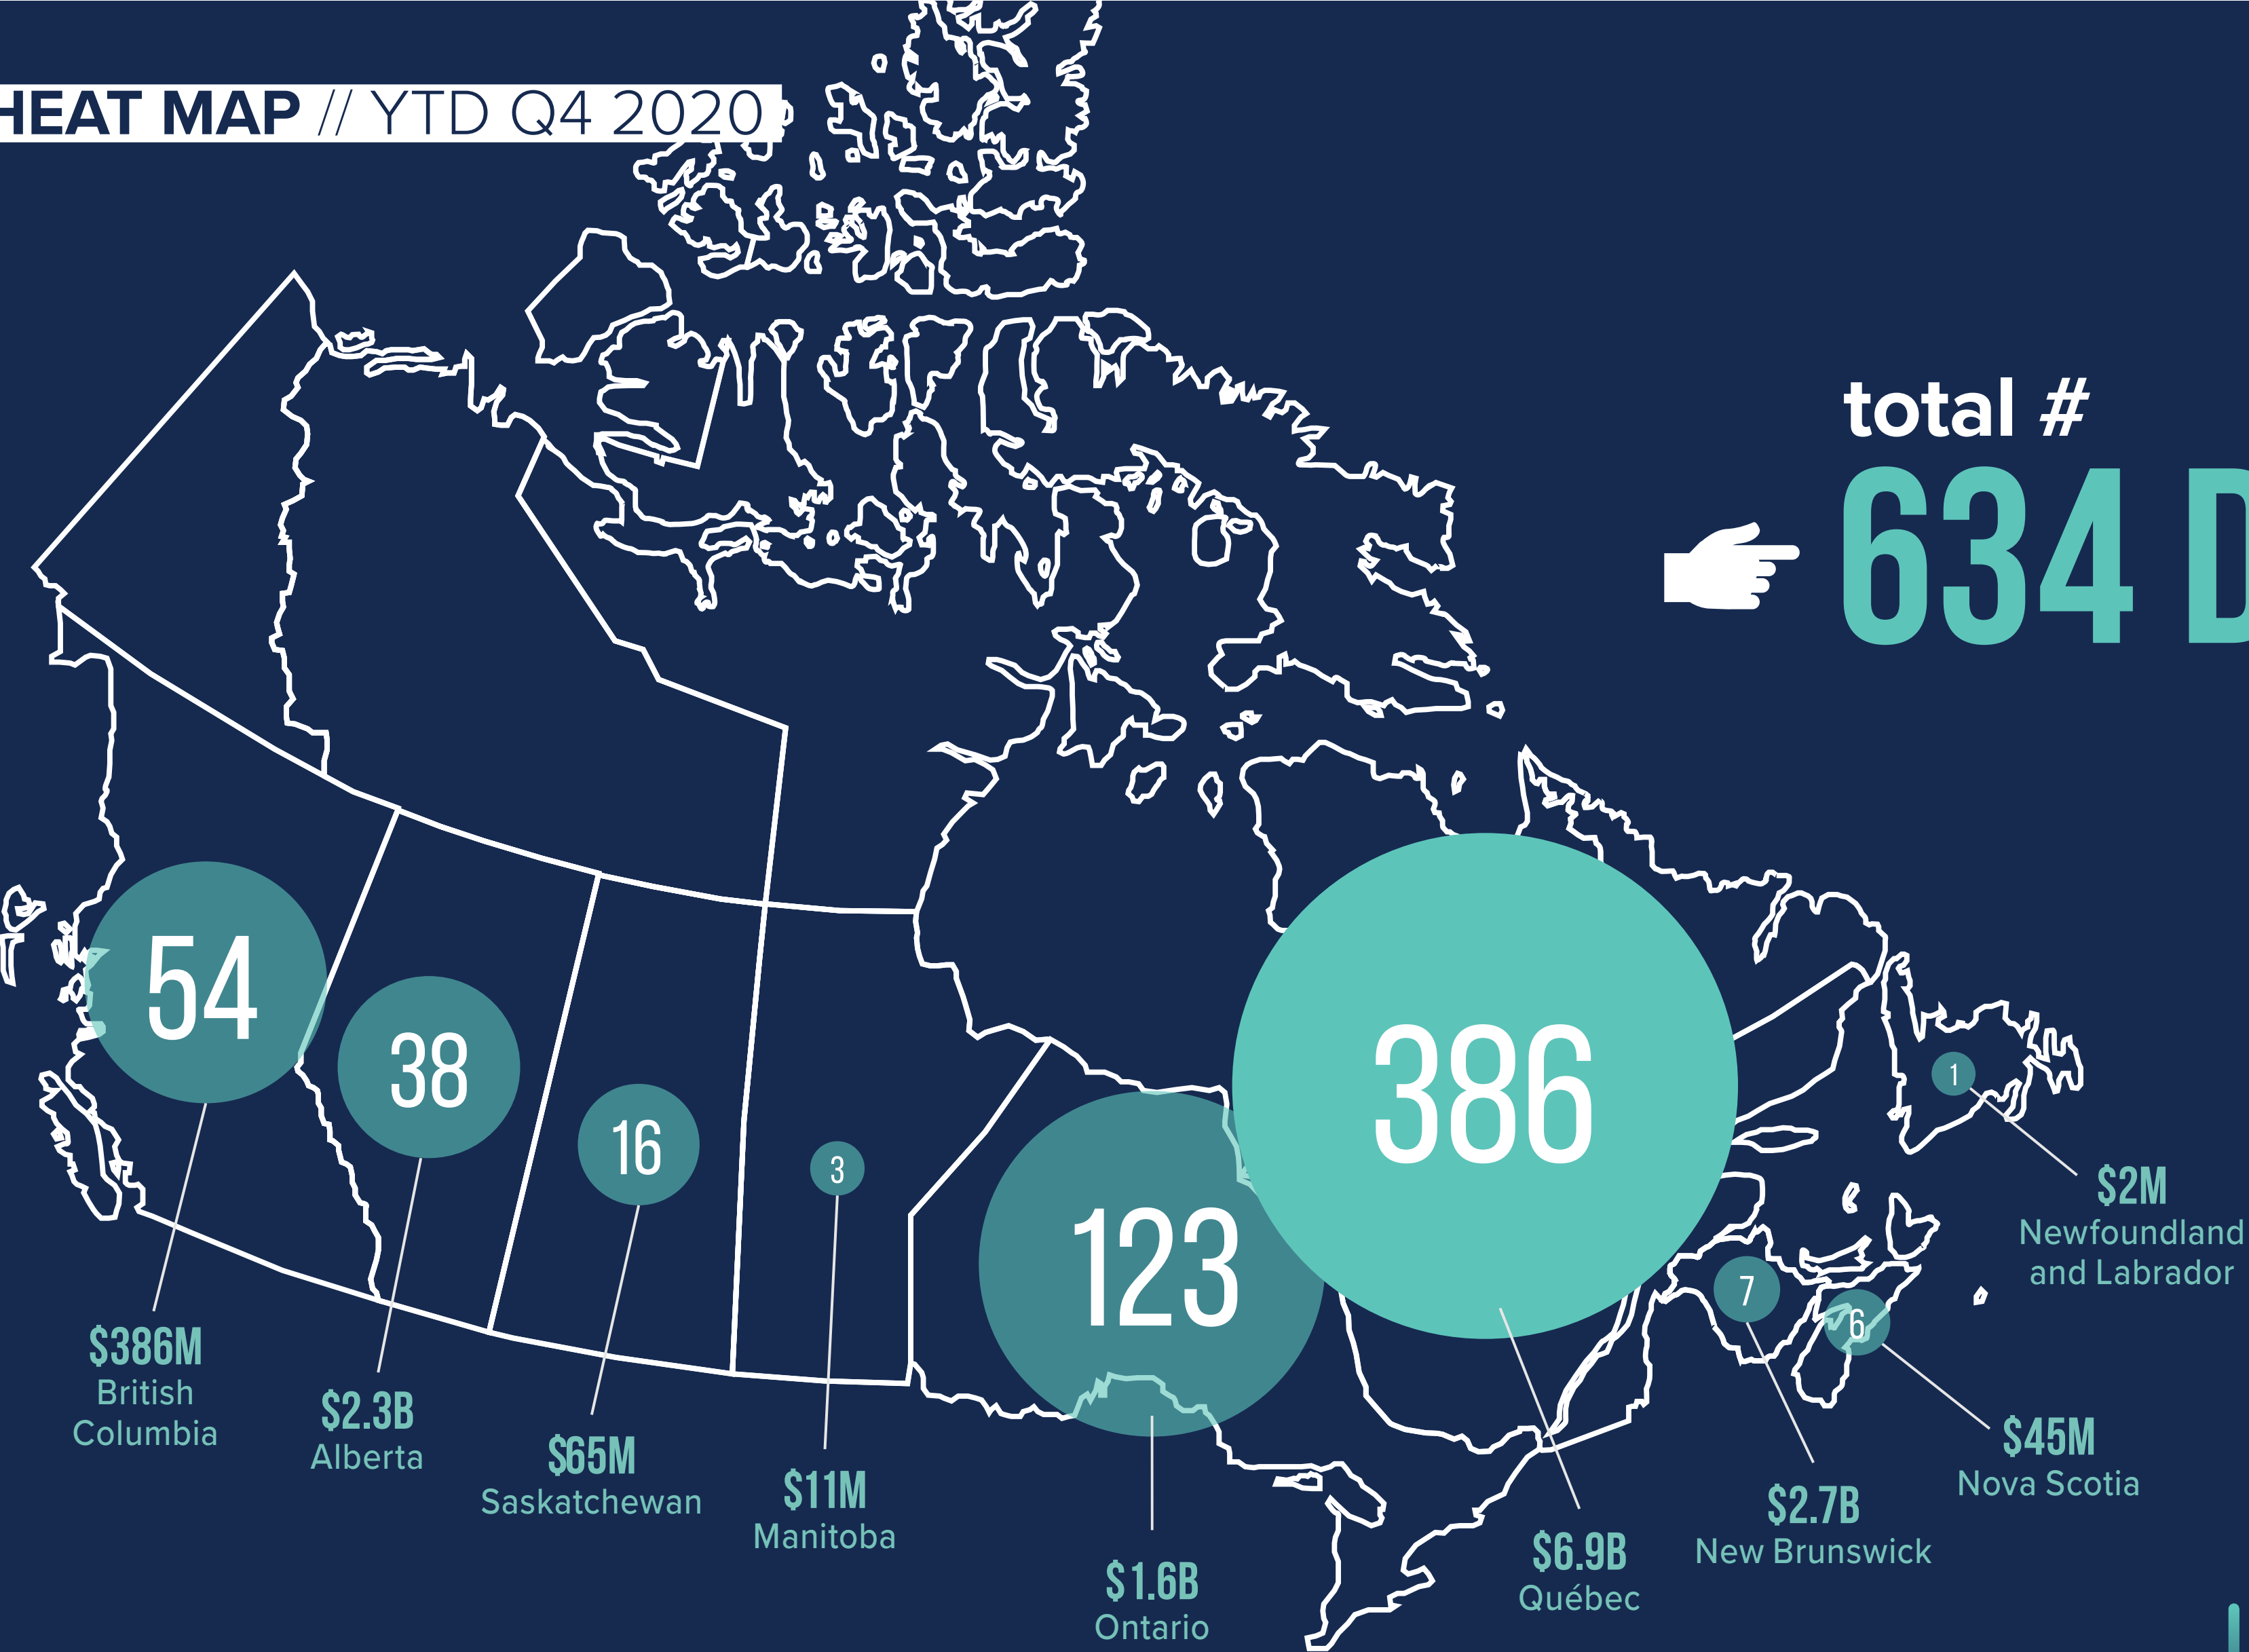 HEAT MAP // YTD Q4 2020
total #
634 D
54
38
16
3
123
386
1
7
6
$2M
Newfoundland
and Labrador
$386M
British
Columbia
$2.3B
Alberta
$65M
Saskatchewan
$11M
Manitoba
$1.6B
Ontario
$6.9B
Québec
$2.7B
New Brunswick
$45M
Nova Scotia